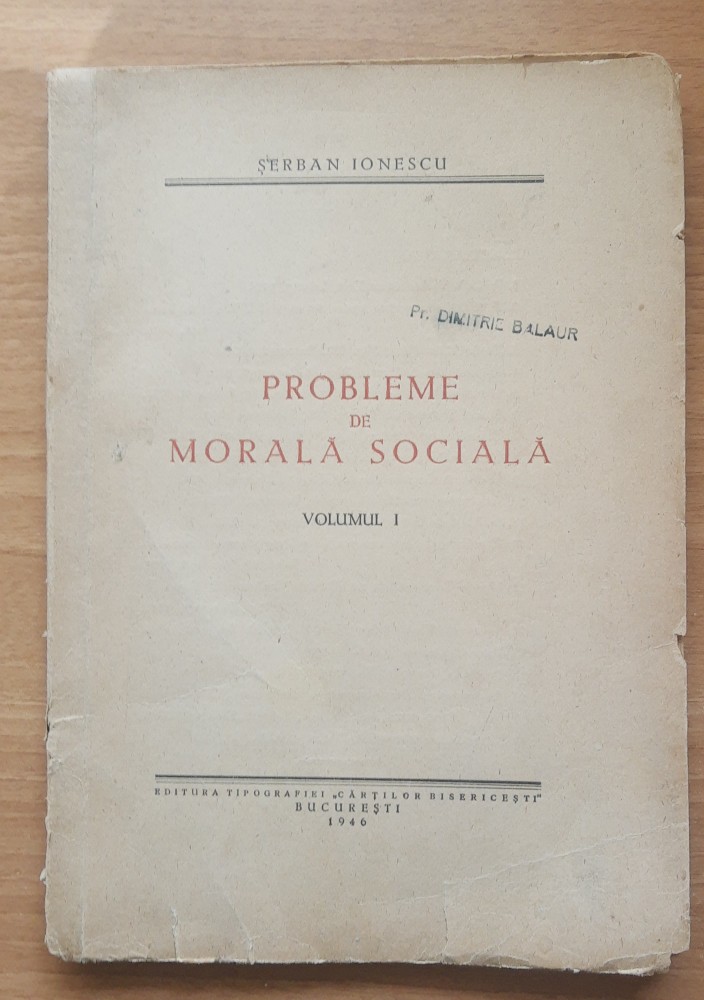 ȘERBAN IONESCU
Pr. DIMITRIE BALAUR
PROBLEME
DE
MORALĂ SOCIALĂ
VOLUMUL I
EDITURA TIPOGRAFIEI „CĂRȚILOR BISERICEȘTI”
BUCUREȘTI
1946